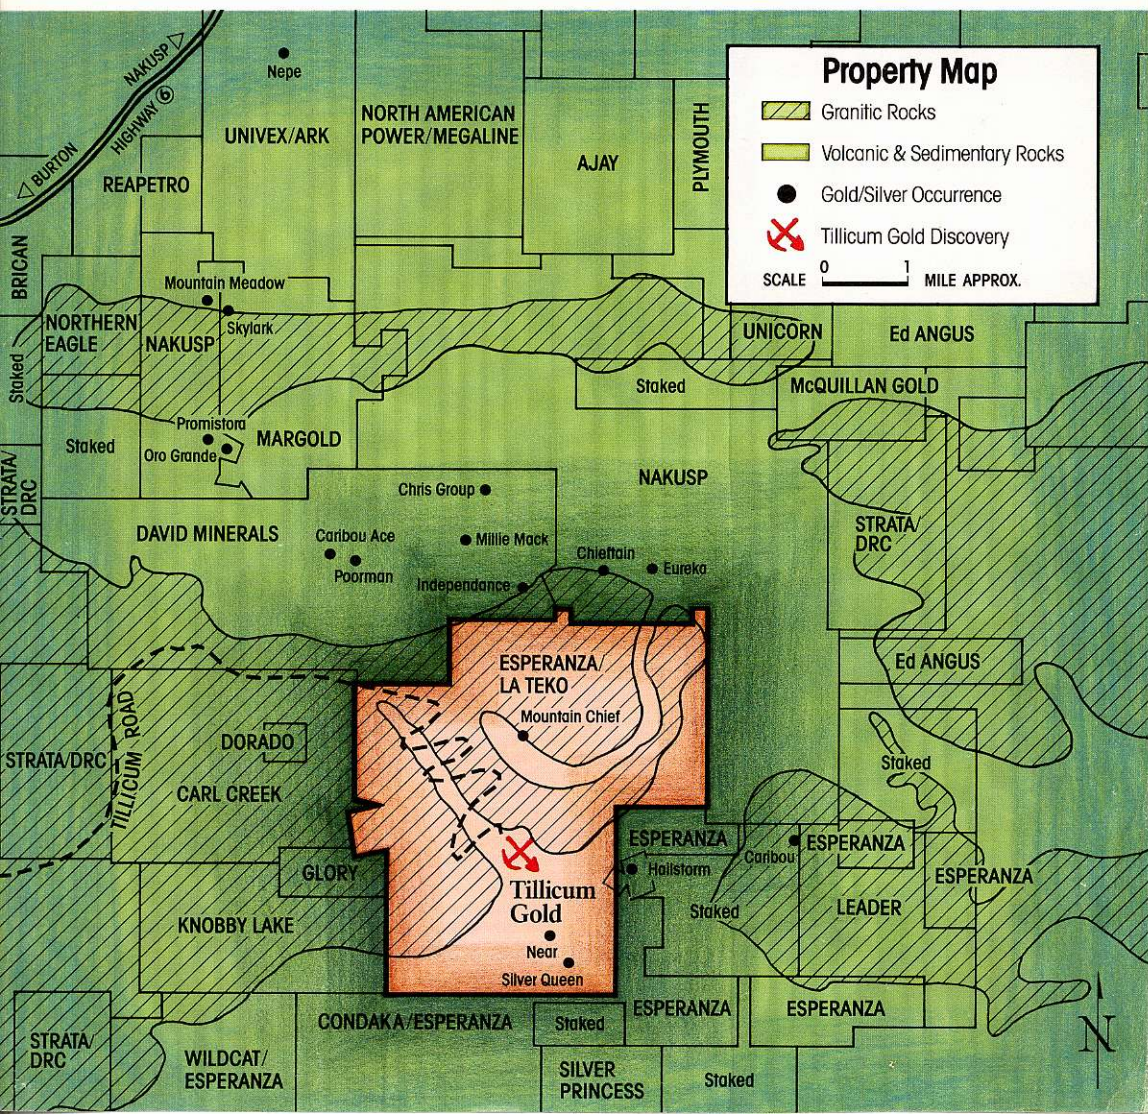 Property Map
Granitic Rocks
Volcanic & Sedimentary Rocks
Gold/Silver Occurrence
Tillicum Gold Discovery
SCALE 0 1 MILE APPROX.
NAKUSP
HIGHWAY 6
BURTON
Nepe
UNIVEX/ARK
NORTH AMERICAN
POWER/MEGALINE
AJAY
PLYMOUTH
REAPETRO
BRICAN
Mountain Meadow
Skylark
NORTHERN
EAGLE
NAKUSP
UNICORN
Ed ANGUS
Staked
Staked
McQUILLAN GOLD
Promistora
Oro Grande
MARGOLD
Staked
STRATA/
DRC
Chris Group
NAKUSP
DAVID MINERALS
Caribou Ace
Poorman
Millie Mack
Chieftain
Eureka
Independance
STRATA/
DRC
ESPERANZA/
LA TEKO
Mountain Chief
Ed ANGUS
TILLICUM ROAD
STRATA/DRC
DORADO
CARL CREEK
Staked
ESPERANZA
Caribou
ESPERANZA
Hailstorm
ESPERANZA
GLORY
Tillicum
Gold
KNOBBY LAKE
Staked
LEADER
Near
Silver Queen
CONDAKA/ESPERANZA
Staked
ESPERANZA
ESPERANZA
N
STRATA/
DRC
WILDCAT/
ESPERANZA
SILVER
PRINCESS
Staked